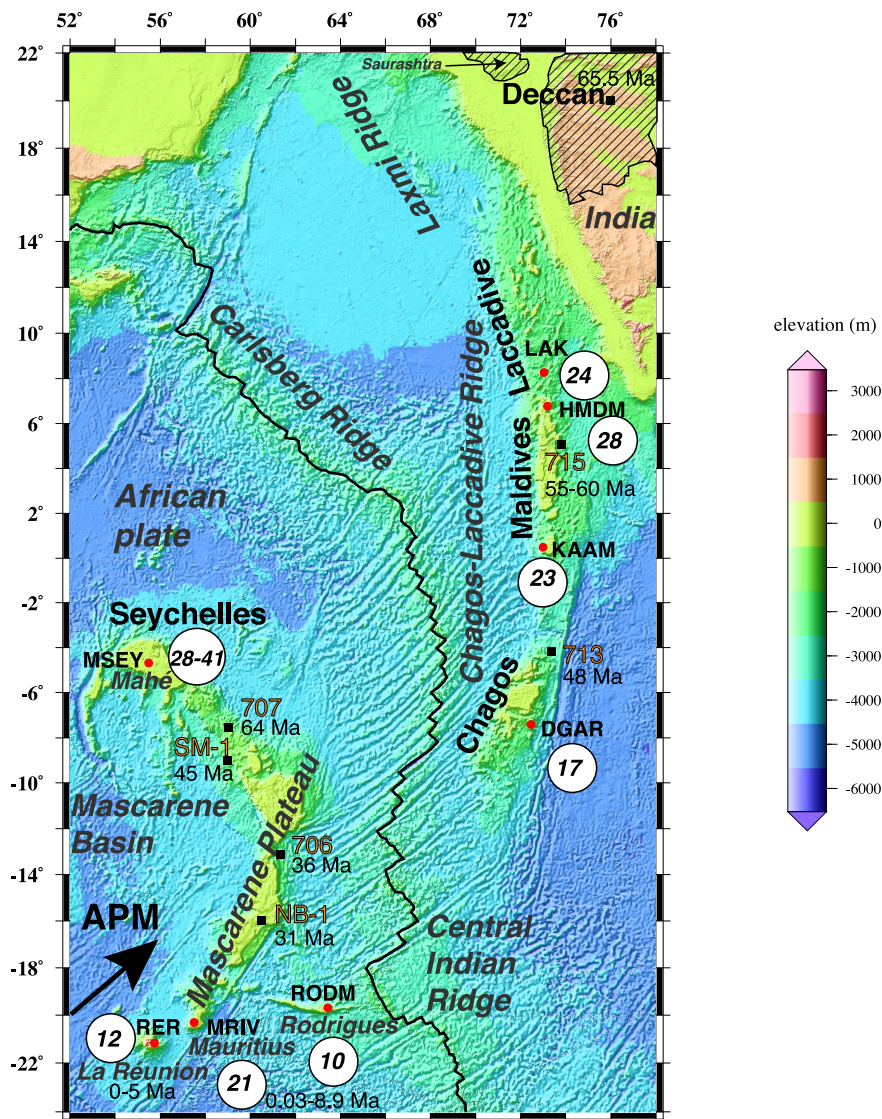 52° 56° 60° 64° 68° 72° 76°
22°
18°
14°
10°
6°
2°
-2°
-6°
-10°
-14°
-18°
-22°
Saurashtra
65.5 Ma
Deccan
Laxmi Ridge
India
Carlsberg Ridge
Laccadive
LAK
24
HMDM
28
715
55-60 Ma
Maldives
Chagos-Laccadive Ridge
KAAM
23
African
plate
Seychelles
MSEY
28-41
Mahé
707
64 Ma
SM-1
45 Ma
713
48 Ma
Chagos
DGAR
17
Mascarene
Basin
Mascarene Plateau
706
36 Ma
NB-1
31 Ma
APM
Central
Indian
Ridge
RODM
Rodrigues
10
0.03-8.9 Ma
12
RER
La Réunion
0-5 Ma
MRIV
Mauritius
21
elevation (m)
3000
2000
1000
0
-1000
-2000
-3000
-4000
-5000
-6000